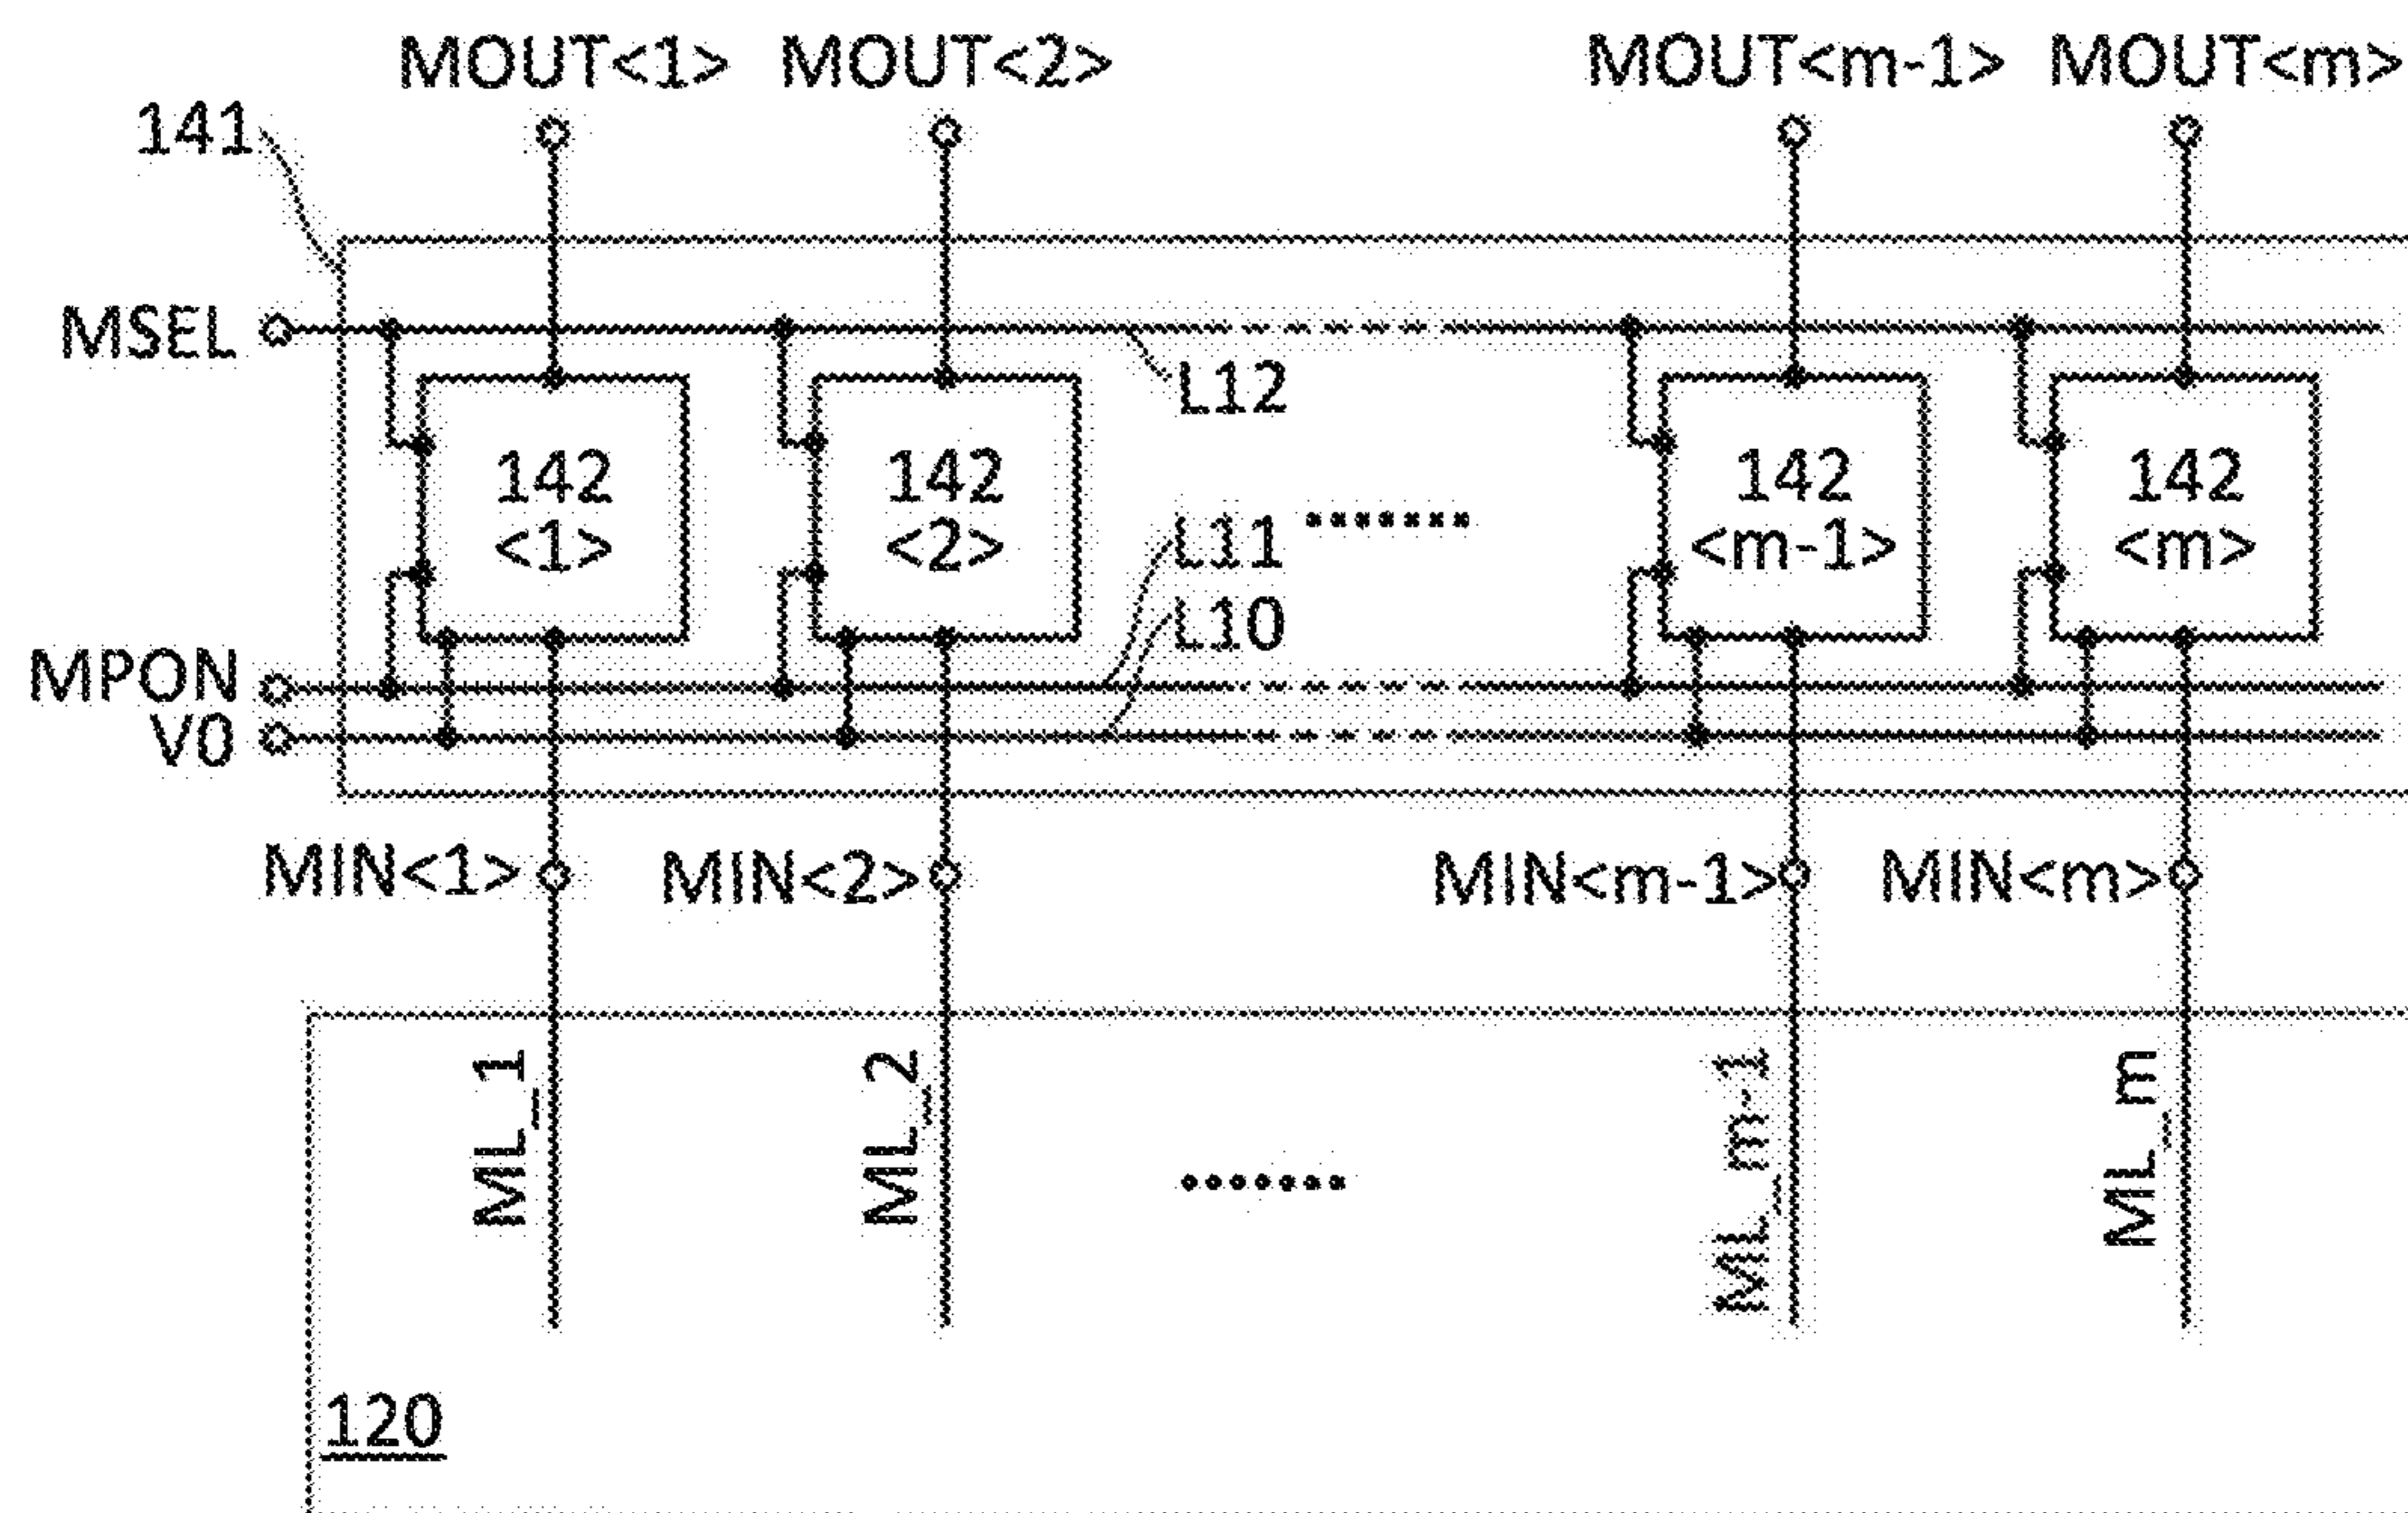 MOUT<1> MOUT<2> MOUT<m-1> MOUT<m>
141
MSEL
L12
142 142 142 142
<1> <2> L11 ....... <m-1> <m>
L10
MPON
V0
MIN<1> MIN<2> MIN<m-1> MIN<m>
ML_1 ML_2 ....... ML_m-1 ML_m
120